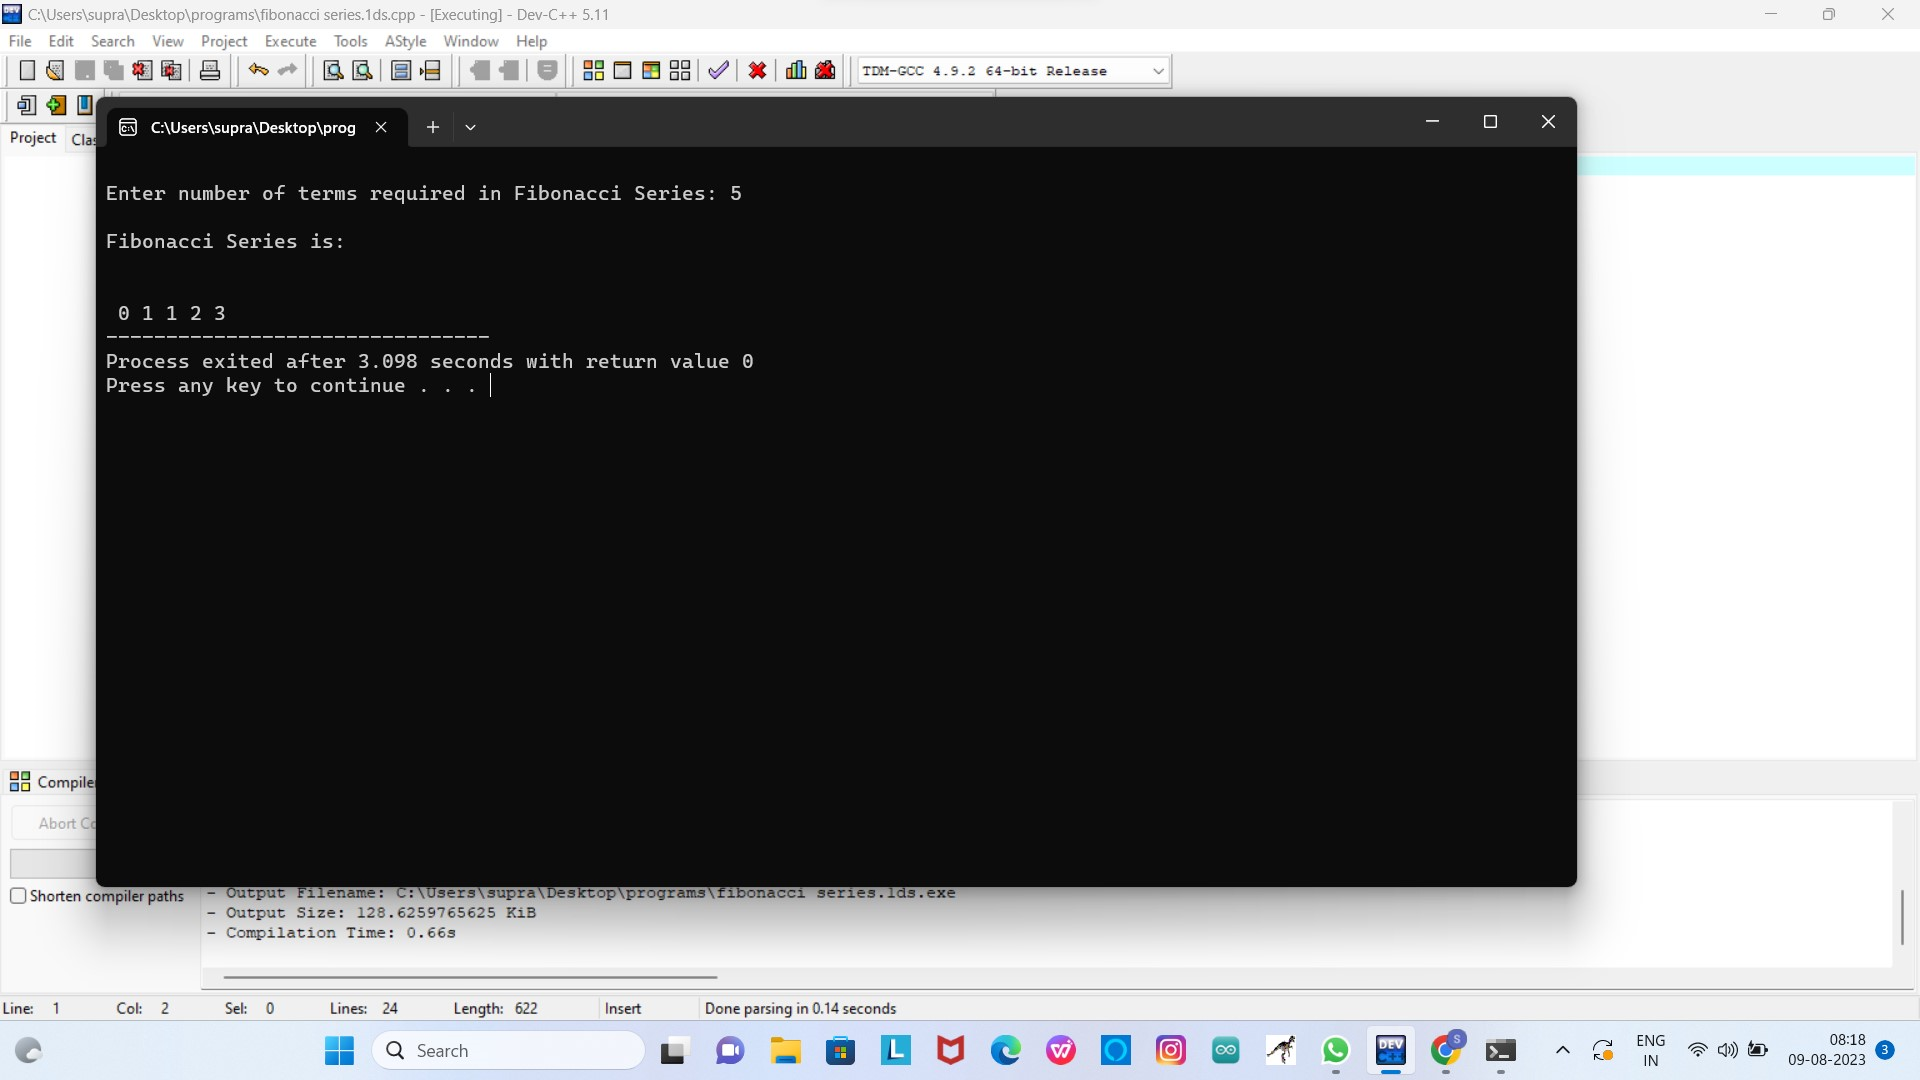 C:\Users\supra\Desktop\programs\fibonacci series.1ds.cpp - [Executing] - Dev-C++ 5.11
File Edit Search View Project Execute Tools AStyle Window Help
TDM-GCC 4.9.2 64-bit Release
Project
C:\Users\supra\Desktop\prog
Enter number of terms required in Fibonacci Series: 5
Fibonacci Series is:
0 1 1 2 3
--------------------------------
Process exited after 3.098 seconds with return value 0
Press any key to continue . . .
Compiler
Abort
Shorten compiler paths
- Output Filename: C:\Users\supra\Desktop\programs\fibonacci series.1ds.exe
- Output Size: 128.6259765625 KiB
- Compilation Time: 0.66s
Line: 1 Col: 2 Sel: 0 Lines: 24 Length: 622 Insert Done parsing in 0.14 seconds
Search
DEV
S
ENG
IN
08:18
09-08-2023
3